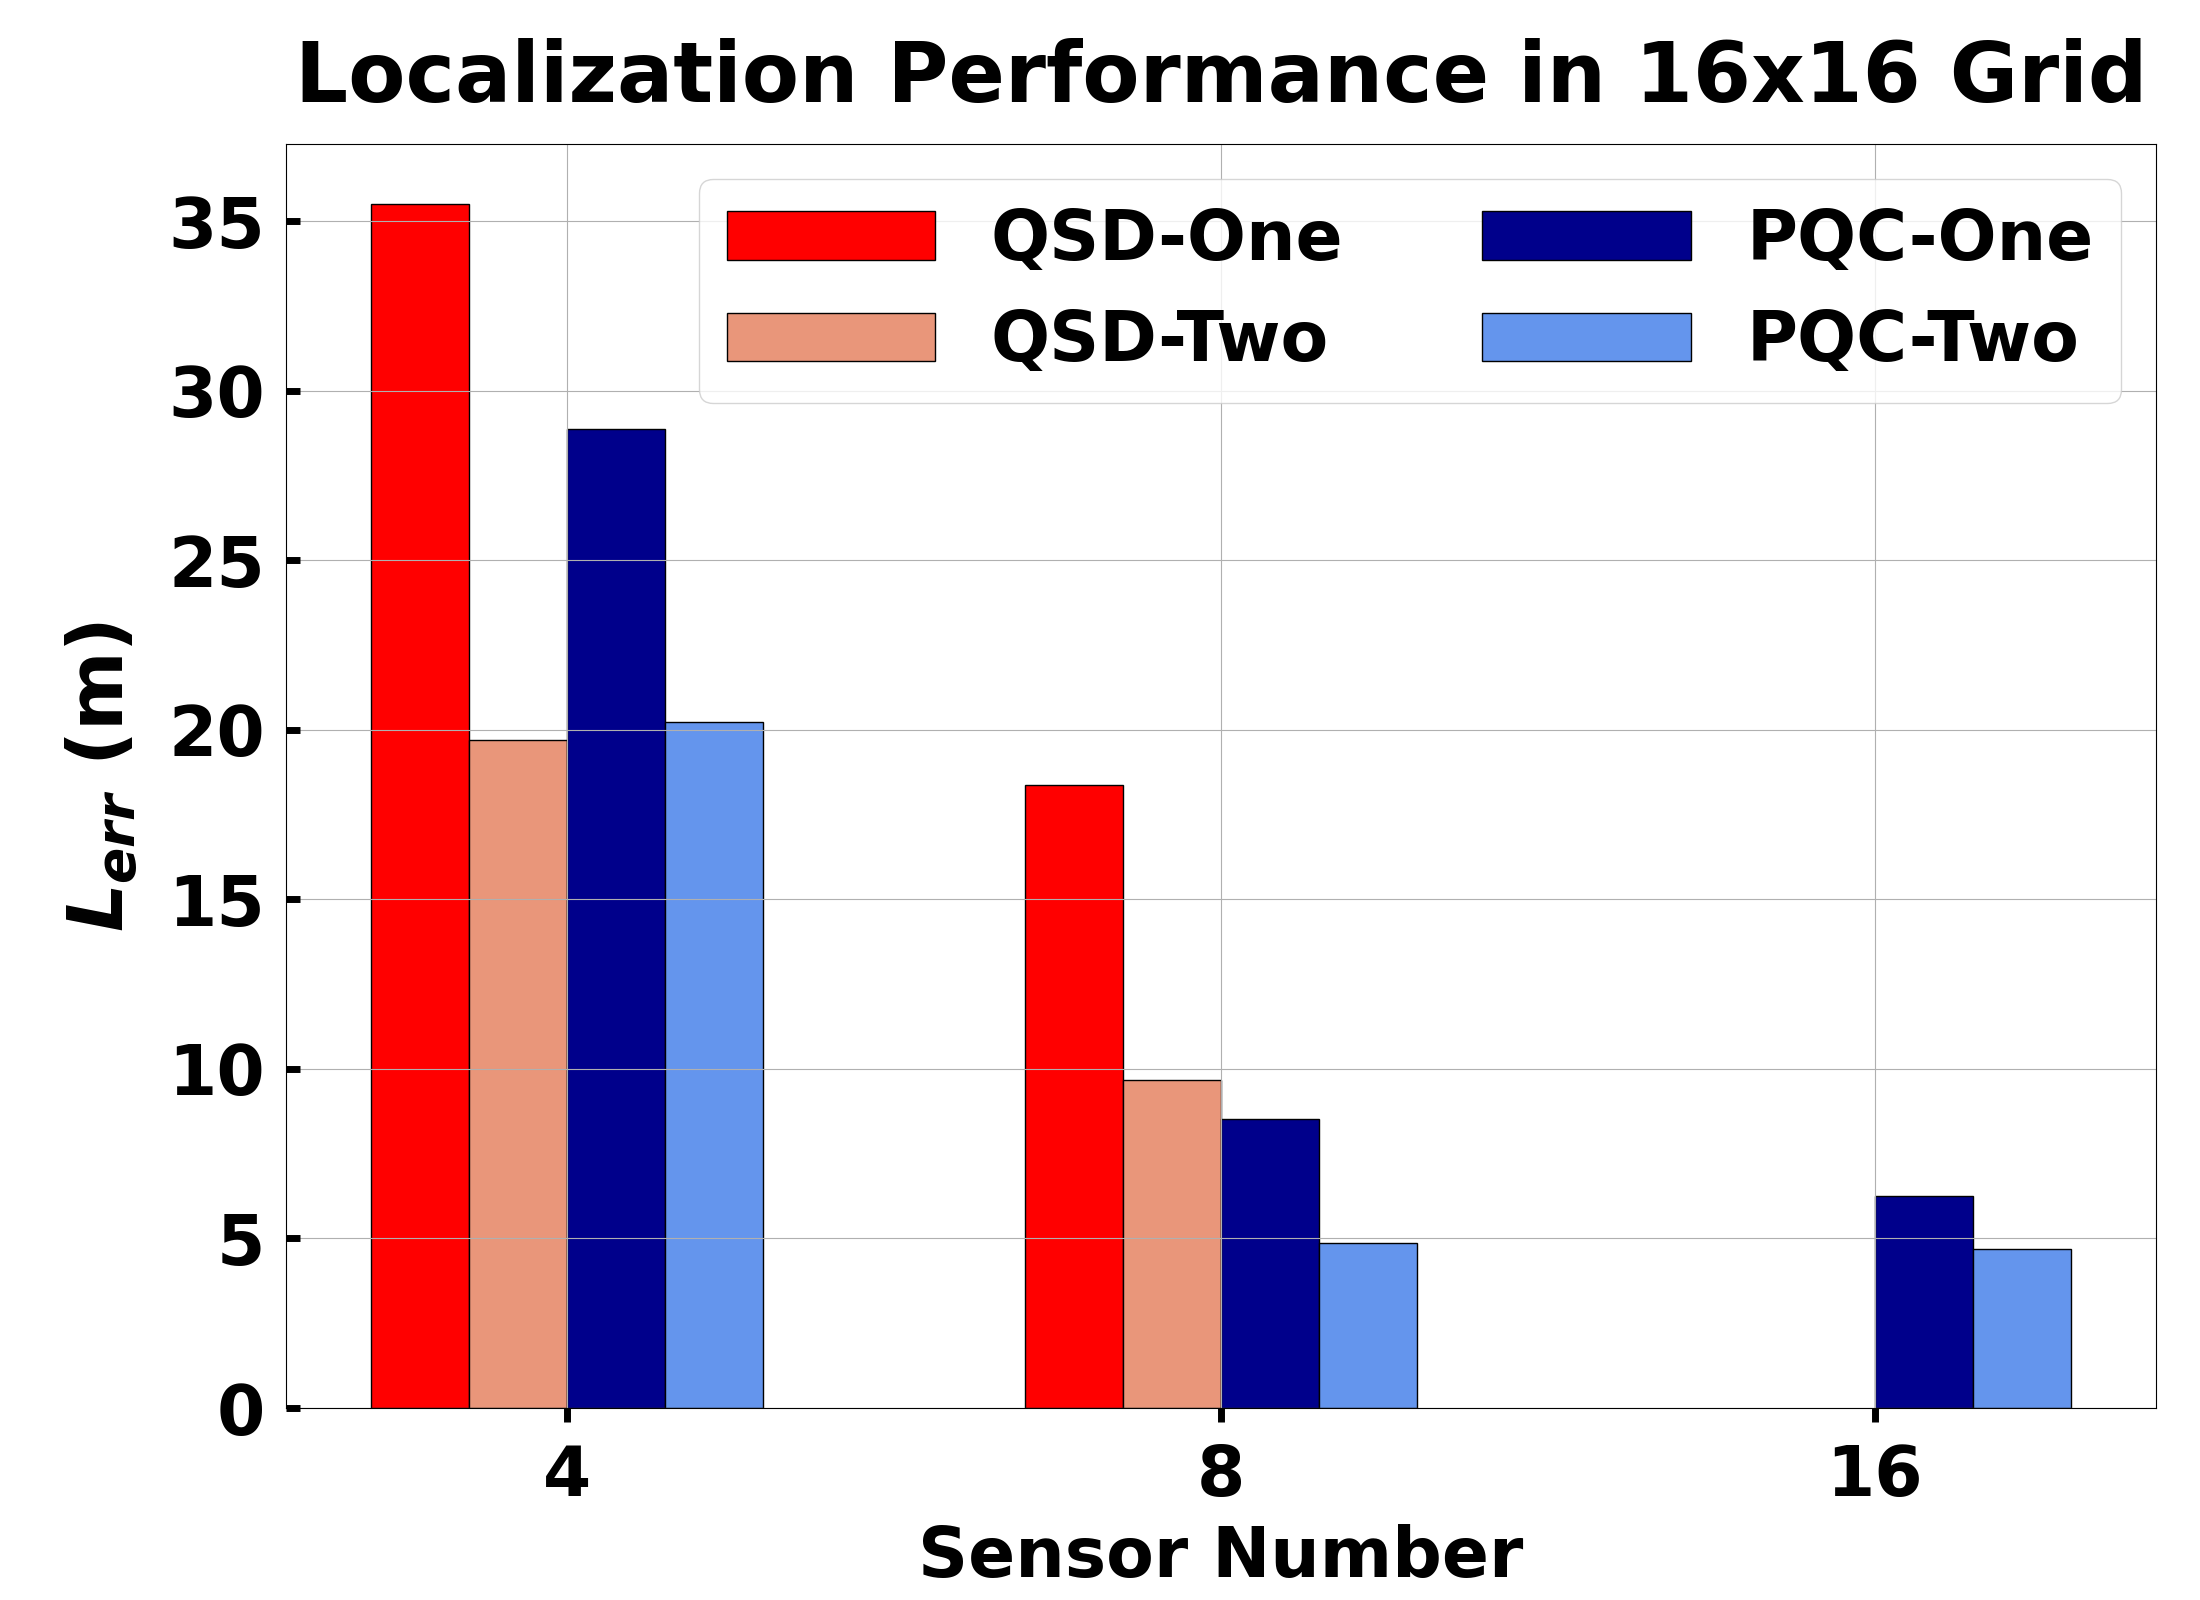 Localization Performance in 16x16 Grid
QSD-One
PQC-One
QSD-Two
PQC-Two
35
30
25
20
15
10
5
0
L_err (m)
4
8
16
Sensor Number